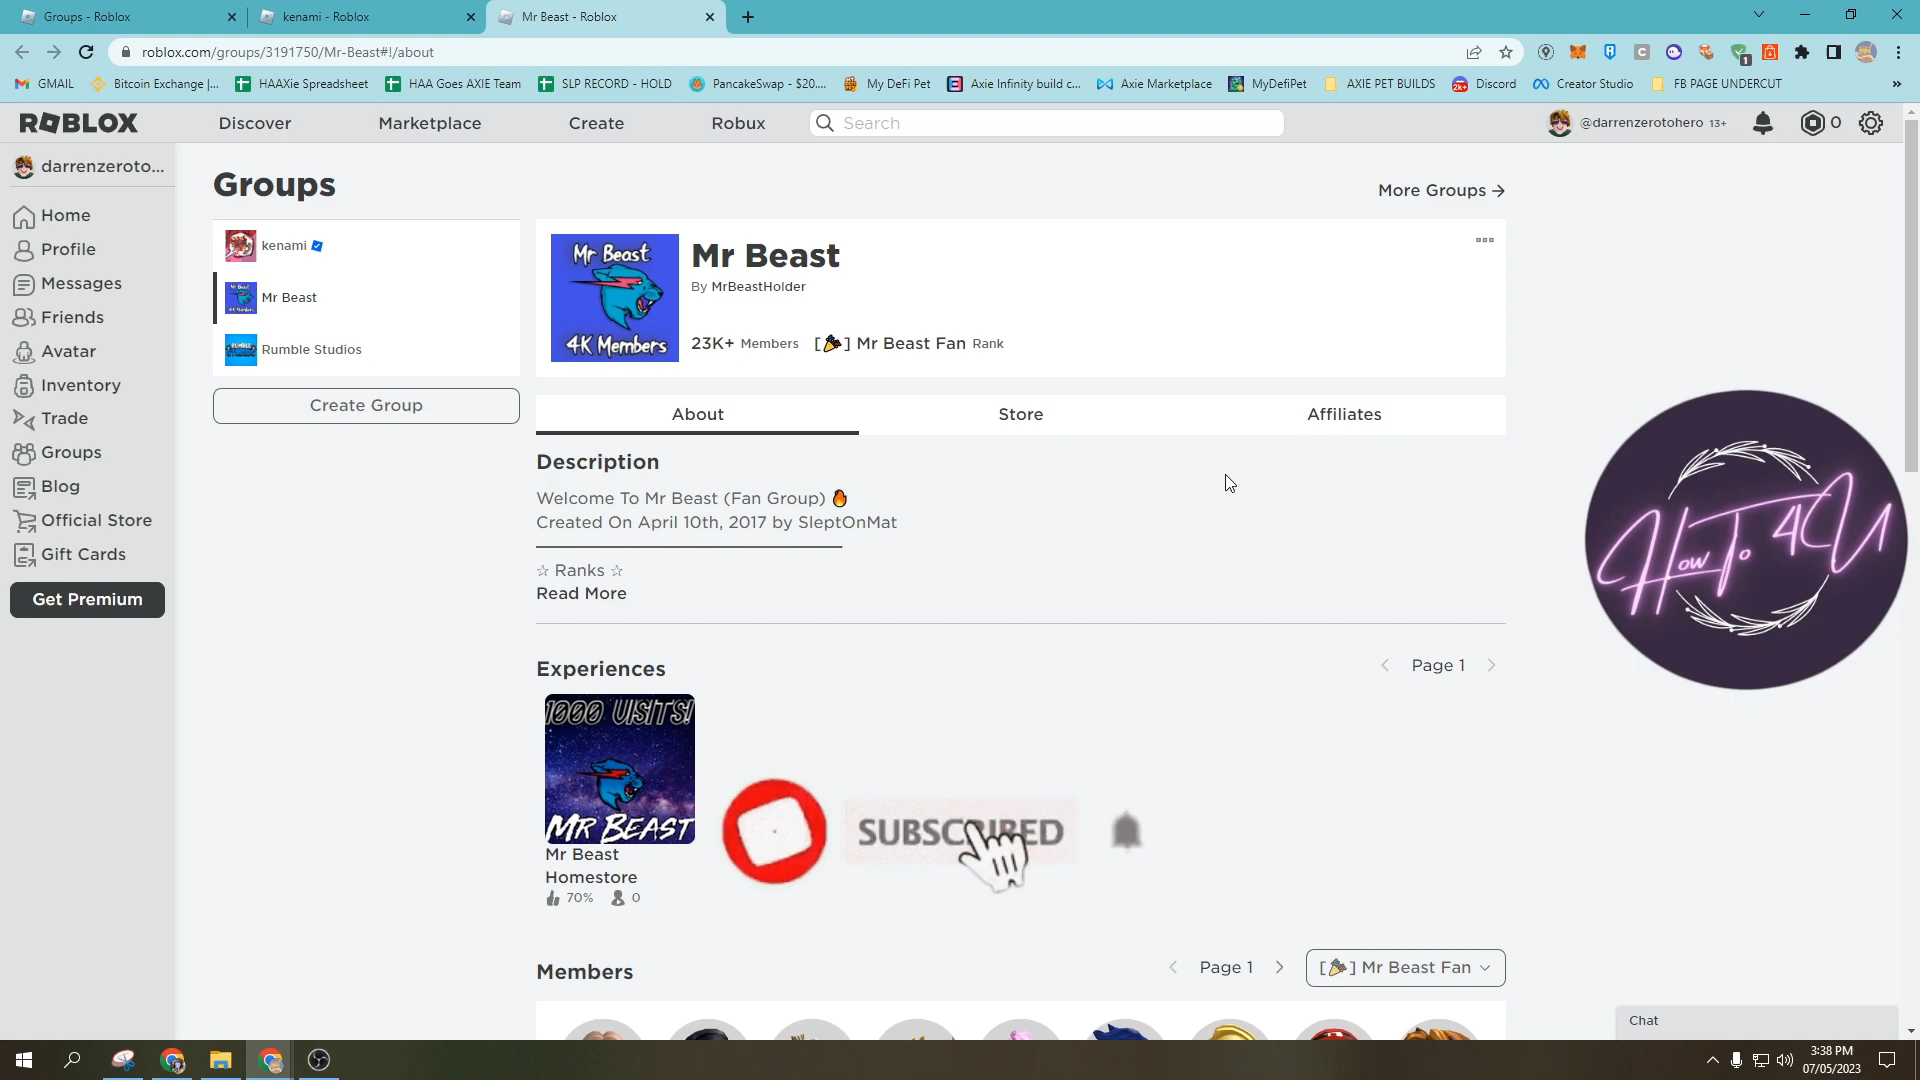 Groups - Roblox
kenami - Roblox
Mr Beast - Roblox
roblox.com/groups/3191750/Mr-Beast#!/about
GMAIL
Bitcoin Exchange |...
HAAXie Spreadsheet
HAA Goes AXIE Team
SLP RECORD - HOLD
PancakeSwap - $20....
My DeFi Pet
Axie Infinity build c...
Axie Marketplace
MyDefiPet
AXIE PET BUILDS
Discord
Creator Studio
FB PAGE UNDERCUT
ROBLOX
Discover
Marketplace
Create
Robux
Search
@darrenzerotohero 13+
0
darrenzeroto...
Home
Profile
Messages
Friends
Avatar
Inventory
Trade
Groups
Blog
Official Store
Gift Cards
Get Premium
Groups
More Groups →
kenami
Mr Beast
Rumble Studios
Create Group
Mr Beast
4K Members
Mr Beast
By MrBeastHolder
23K+ Members [🎉] Mr Beast Fan Rank
About
Store
Affiliates
Description
Welcome To Mr Beast (Fan Group) 🔥
Created On April 10th, 2017 by SleptOnMat
☆ Ranks ☆
Read More
Experiences
Page 1
1000 VISITS!
MR BEAST
Mr Beast
Homestore
70% 0
SUBSCRIBED
How To 4U
Members
Page 1
[🎉] Mr Beast Fan
Chat
3:38 PM
07/05/2023